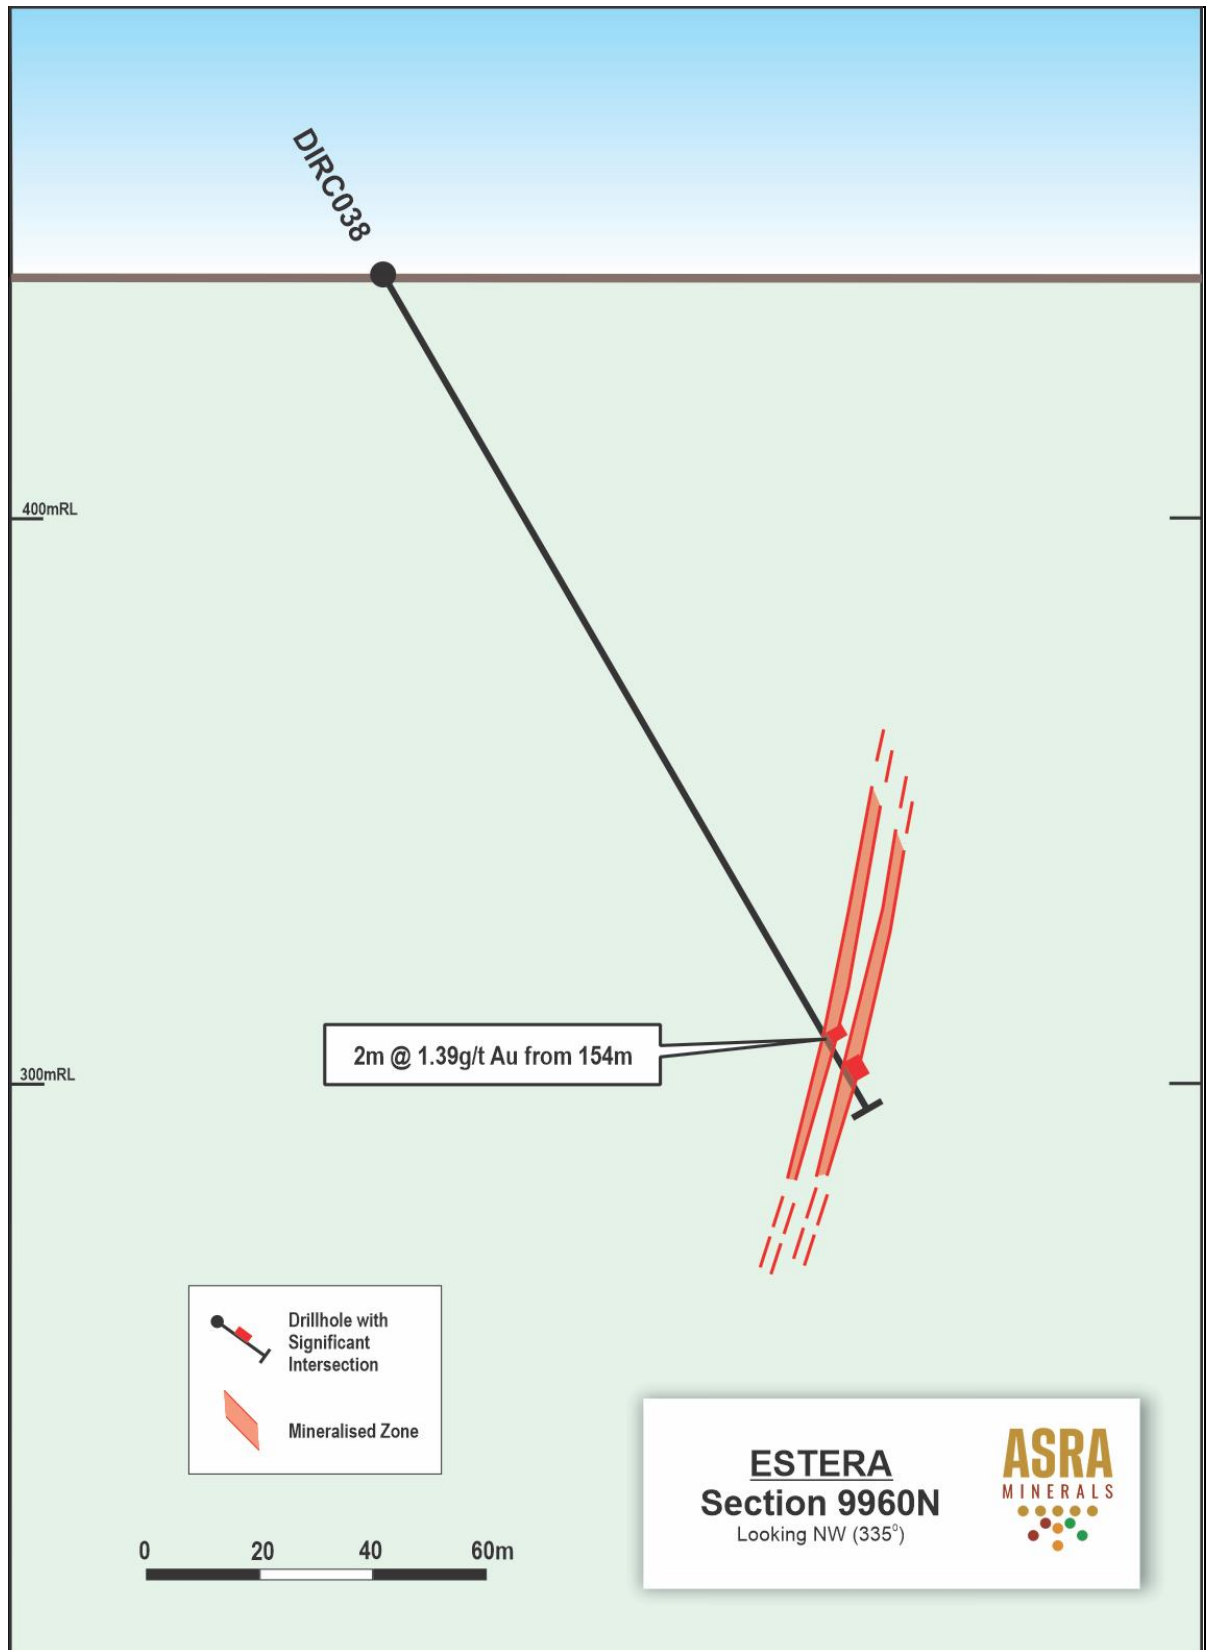 DIRC038
400mRL
2m @ 1.39g/t Au from 154m
300mRL
Drillhole with
Significant
Intersection
Mineralised Zone
ESTERA
Section 9960N
Looking NW (335⁰)
ASRA
MINERALS
0 20 40 60m